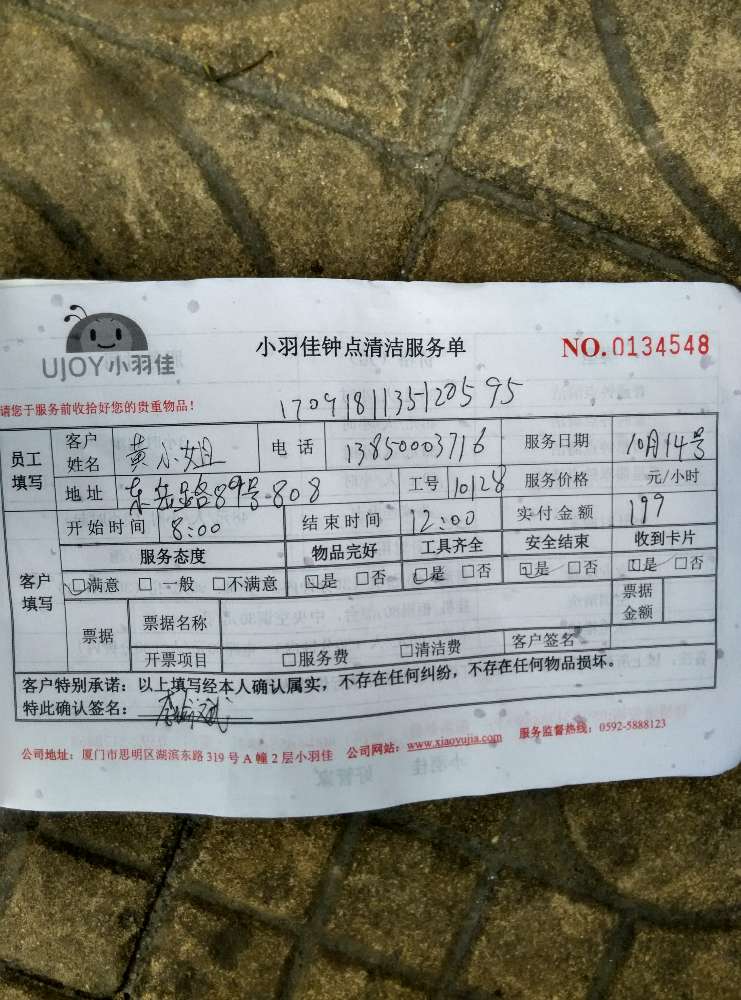 UJOY小羽佳
小羽佳钟点清洁服务单
NO.0134548
请您于服务前收拾好您的贵重物品！
1709181135120595
员工填写 客户姓名 黄小姐 电话 13850003716 服务日期 10月14号
地址 东岳路89号-808 工号 10128 服务价格 元/小时
客户填写 开始时间 8:00 结束时间 12:00 实付金额 199
服务态度 物品完好 工具齐全 安全结束 收到卡片
☑满意 □一般 □不满意 ☑是 □否 ☑是 □否 ☑是 □否 ☑是 □否
票据 票据名称 票据金额
开票项目 □服务费 □清洁费 客户签名
客户特别承诺：以上填写经本人确认属实，不存在任何纠纷，不存在任何物品损坏。
特此确认签名：
公司地址：厦门市思明区湖滨东路319号A幢2层小羽佳 公司网站：www.xiaoyujia.com 服务监督热线：0592-5888123